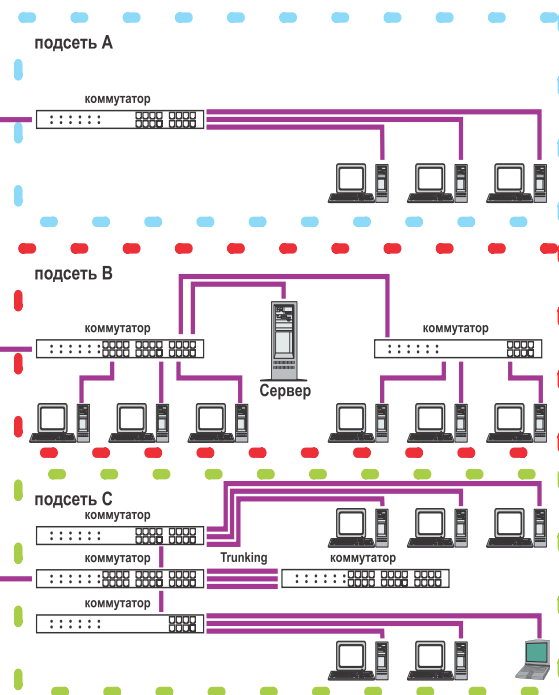 подсеть А
коммутатор
подсеть В
коммутатор
коммутатор
Сервер
подсеть С
коммутатор
коммутатор
Trunking
коммутатор
коммутатор